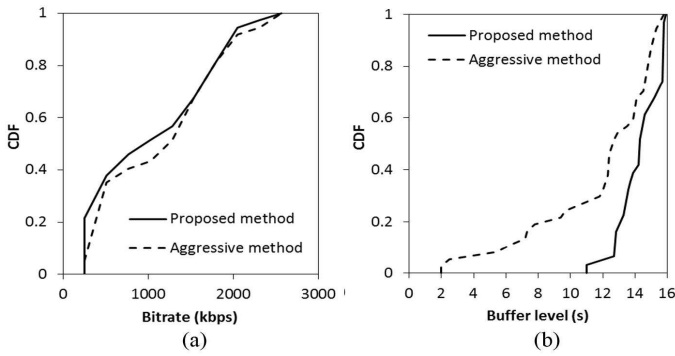 1
0.8
0.6
0.4
0.2
0
CDF
0 1000 2000 3000
Bitrate (kbps)
Proposed method
Aggressive method
(a)
1
0.8
0.6
0.4
0.2
0
CDF
0 2 4 6 8 10 12 14 16
Buffer level (s)
Proposed method
Aggressive method
(b)